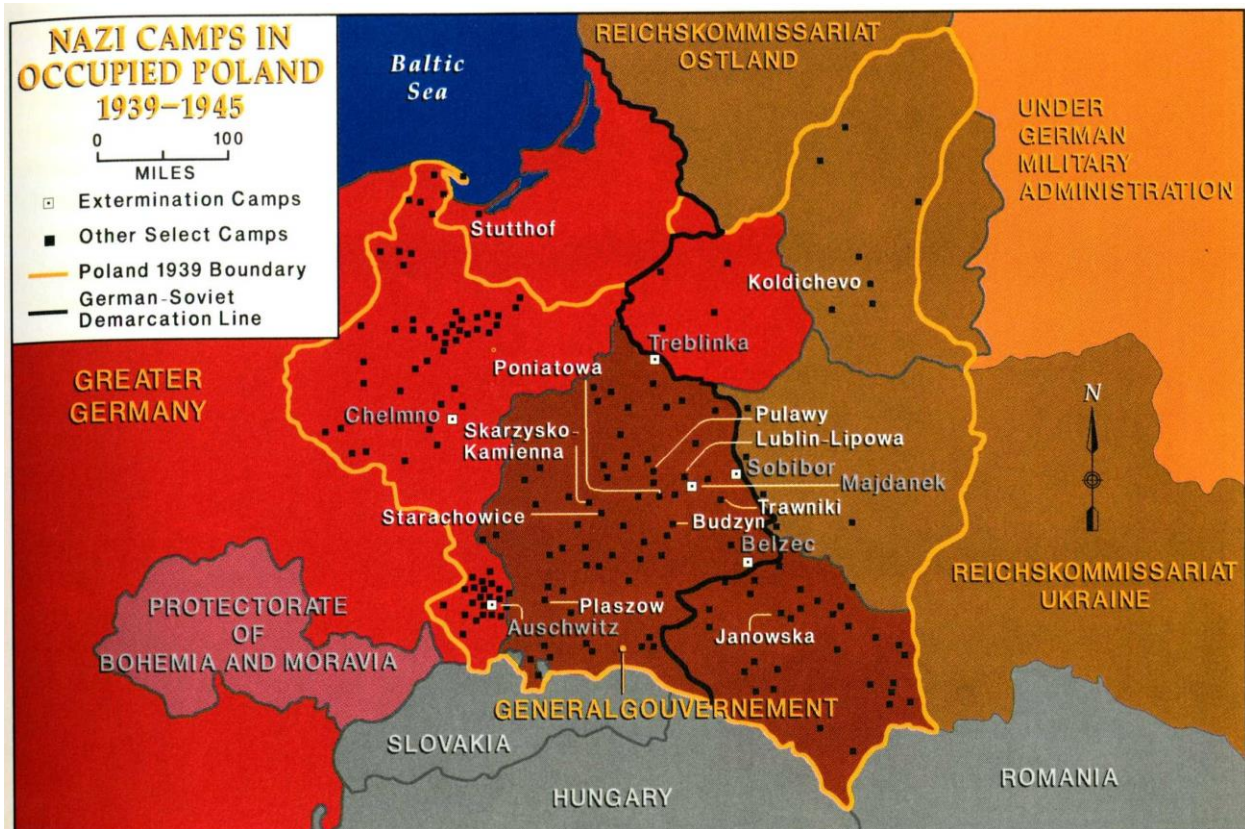 NAZI CAMPS IN
OCCUPIED POLAND
1939–1945
0 100
MILES
Extermination Camps
Other Select Camps
Poland 1939 Boundary
German-Soviet
Demarcation Line
Baltic
Sea
REICHSKOMMISSARIAT
OSTLAND
UNDER
GERMAN
MILITARY
ADMINISTRATION
Stutthof
Koldichevo
Treblinka
GREATER
GERMANY
Poniatowa
Chelmno
Skarzysko-
Kamienna
Pulawy
Lublin-Lipowa
Sobibor
Majdanek
N
Starachowice
Trawniki
Budzyn
Belzec
REICHSKOMMISSARIAT
UKRAINE
PROTECTORATE
OF
BOHEMIA AND MORAVIA
Plaszow
Auschwitz
Janowska
GENERALGOUVERNEMENT
SLOVAKIA
HUNGARY
ROMANIA